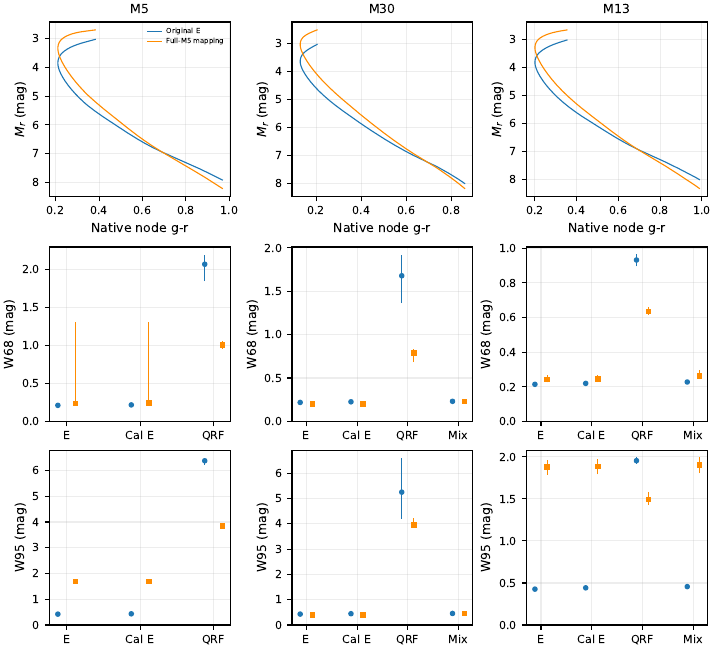 M5
M30
M13
M_r (mag)
3
4
5
6
7
8
Original E
Full-M5 mapping
0.2
0.4
0.6
0.8
1.0
Native node g-r
M_r (mag)
3
4
5
6
7
8
0.2
0.4
0.6
0.8
Native node g-r
M_r (mag)
3
4
5
6
7
8
0.2
0.4
0.6
0.8
1.0
Native node g-r
W68 (mag)
2.0
1.5
1.0
0.5
0.0
E
Cal E
QRF
W68 (mag)
2.0
1.5
1.0
0.5
0.0
E
Cal E
QRF
Mix
W68 (mag)
1.0
0.8
0.6
0.4
0.2
0.0
E
Cal E
QRF
Mix
W95 (mag)
6
5
4
3
2
1
0
E
Cal E
QRF
W95 (mag)
6
5
4
3
2
1
0
E
Cal E
QRF
Mix
W95 (mag)
2.0
1.5
1.0
0.5
0.0
E
Cal E
QRF
Mix